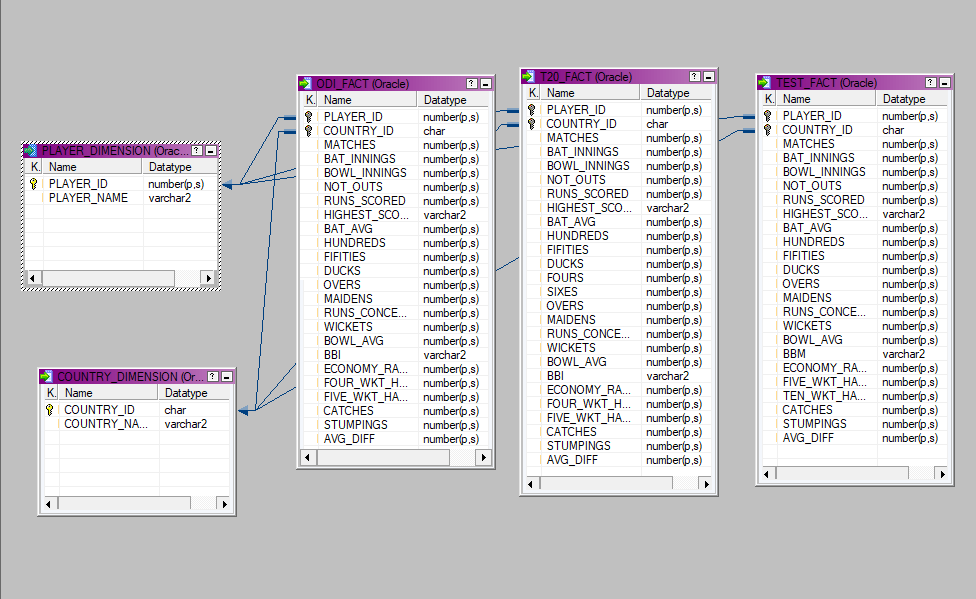 PLAYER_DIMENSION (Orac...
K. Name Datatype
PLAYER_ID number(p,s)
PLAYER_NAME varchar2
COUNTRY_DIMENSION (Or...
K. Name Datatype
COUNTRY_ID char
COUNTRY_NA... varchar2
ODI_FACT (Oracle)
K. Name Datatype
PLAYER_ID number(p,s)
COUNTRY_ID char
MATCHES number(p,s)
BAT_INNINGS number(p,s)
BOWL_INNINGS number(p,s)
NOT_OUTS number(p,s)
RUNS_SCORED number(p,s)
HIGHEST_SCO... varchar2
BAT_AVG number(p,s)
HUNDREDS number(p,s)
FIFITIES number(p,s)
DUCKS number(p,s)
OVERS number(p,s)
MAIDENS number(p,s)
RUNS_CONCE... number(p,s)
WICKETS number(p,s)
BOWL_AVG number(p,s)
BBI varchar2
ECONOMY_RA... number(p,s)
FOUR_WKT_H... number(p,s)
FIVE_WKT_HA... number(p,s)
CATCHES number(p,s)
STUMPINGS number(p,s)
AVG_DIFF number(p,s)
T20_FACT (Oracle)
K. Name Datatype
PLAYER_ID number(p,s)
COUNTRY_ID char
MATCHES number(p,s)
BAT_INNINGS number(p,s)
BOWL_INNINGS number(p,s)
NOT_OUTS number(p,s)
RUNS_SCORED number(p,s)
HIGHEST_SCO... varchar2
BAT_AVG number(p,s)
HUNDREDS number(p,s)
FIFITIES number(p,s)
DUCKS number(p,s)
FOURS number(p,s)
SIXES number(p,s)
OVERS number(p,s)
MAIDENS number(p,s)
RUNS_CONCE... number(p,s)
WICKETS number(p,s)
BOWL_AVG number(p,s)
BBI varchar2
ECONOMY_RA... number(p,s)
FOUR_WKT_H... number(p,s)
FIVE_WKT_HA... number(p,s)
CATCHES number(p,s)
STUMPINGS number(p,s)
AVG_DIFF number(p,s)
TEST_FACT (Oracle)
K. Name Datatype
PLAYER_ID number(p,s)
COUNTRY_ID char
MATCHES number(p,s)
BAT_INNINGS number(p,s)
BOWL_INNINGS number(p,s)
NOT_OUTS number(p,s)
RUNS_SCORED number(p,s)
HIGHEST_SCO... varchar2
BAT_AVG number(p,s)
HUNDREDS number(p,s)
FIFITIES number(p,s)
DUCKS number(p,s)
OVERS number(p,s)
MAIDENS number(p,s)
RUNS_CONCE... number(p,s)
WICKETS number(p,s)
BOWL_AVG number(p,s)
BBM varchar2
ECONOMY_RA... number(p,s)
FIVE_WKT_HA... number(p,s)
TEN_WKT_HA... number(p,s)
CATCHES number(p,s)
STUMPINGS number(p,s)
AVG_DIFF number(p,s)